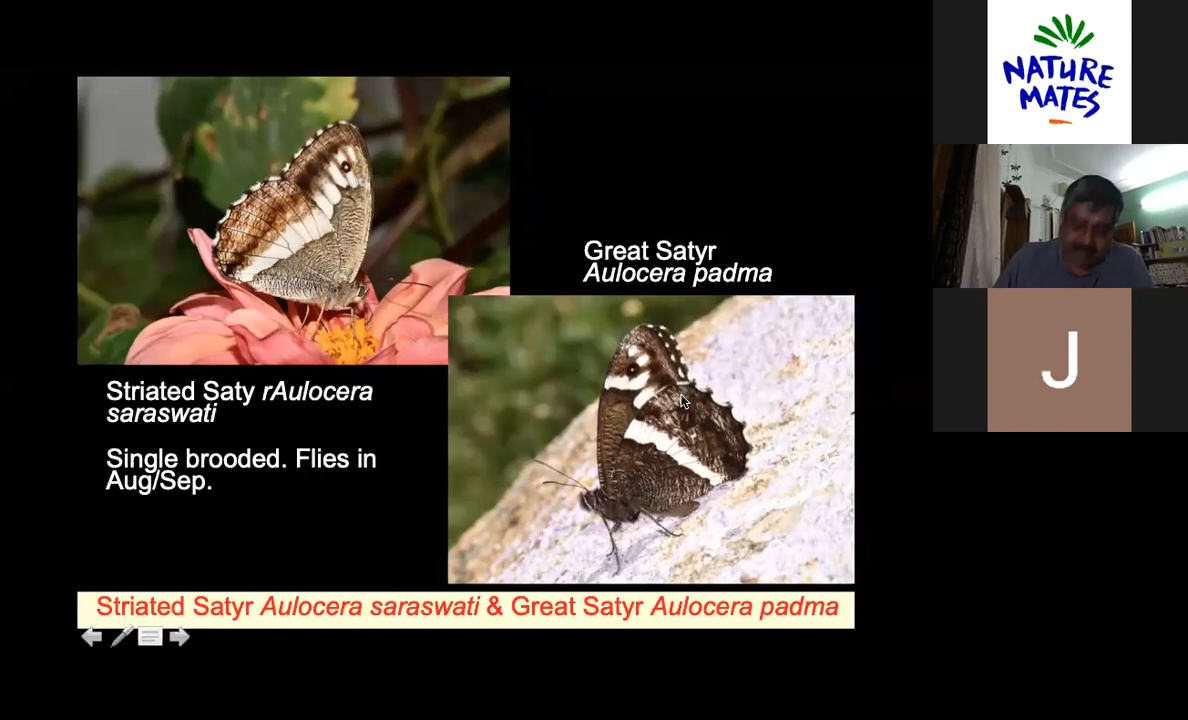 NATURE
MATES
Great Satyr
Aulocera padma
Striated Saty rAulocera
saraswati
Single brooded. Flies in
Aug/Sep.
J
Striated Satyr Aulocera saraswati & Great Satyr Aulocera padma